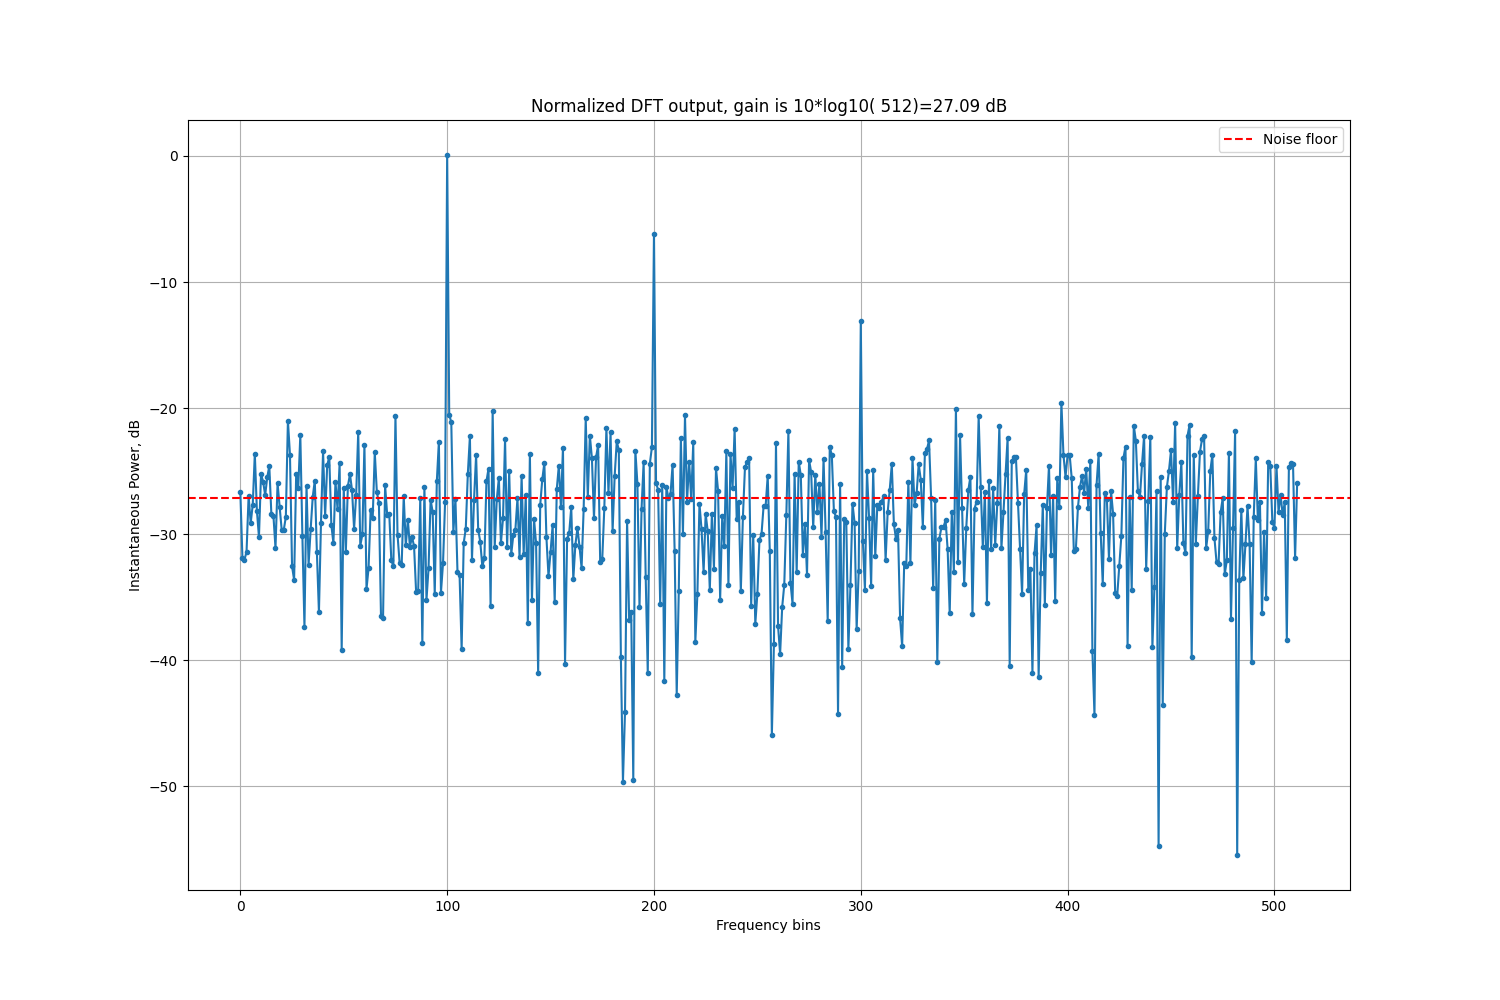 Normalized DFT output, gain is 10*log10( 512)=27.09 dB
Noise floor
0
−10
−20
−30
−40
−50
Instantaneous Power, dB
0 100 200 300 400 500
Frequency bins